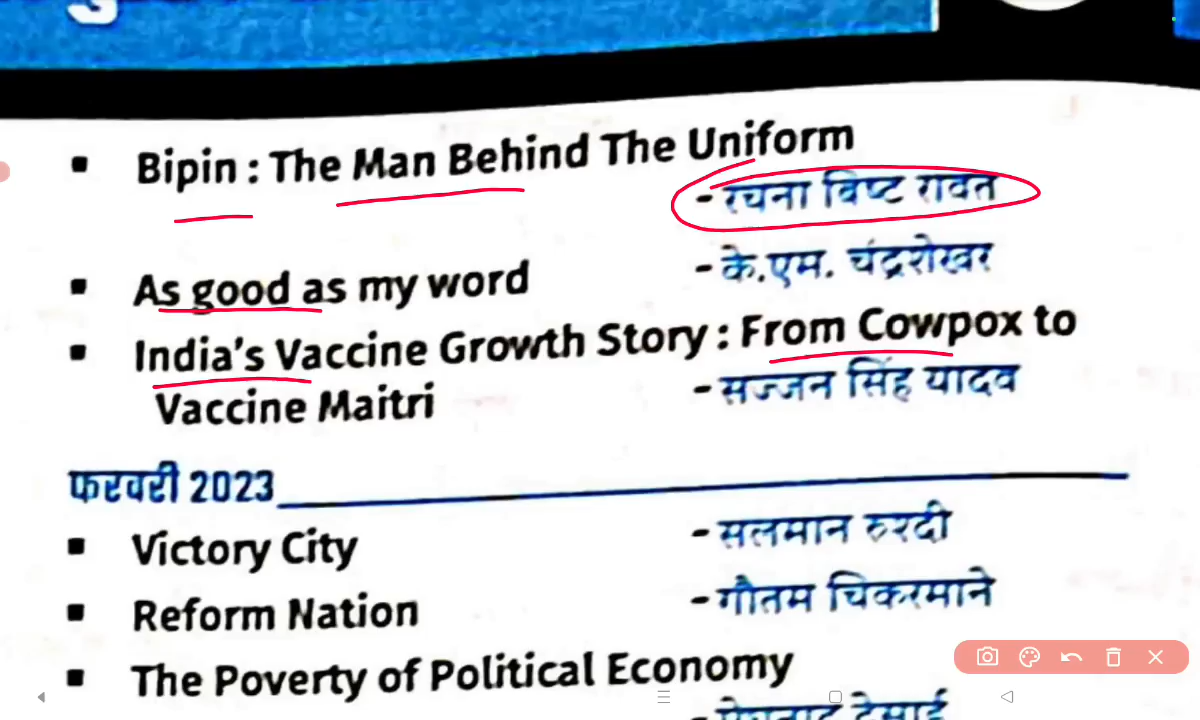 Bipin : The Man Behind The Uniform
- रचना विष्ट रावत
As good as my word
- के.एम. चंद्रशेखर
India's Vaccine Growth Story : From Cowpox to
Vaccine Maitri
- सज्जन सिंह यादव
फरवरी 2023
Victory City
- सलमान रुश्दी
Reform Nation
- गौतम चिकरमाने
The Poverty of Political Economy